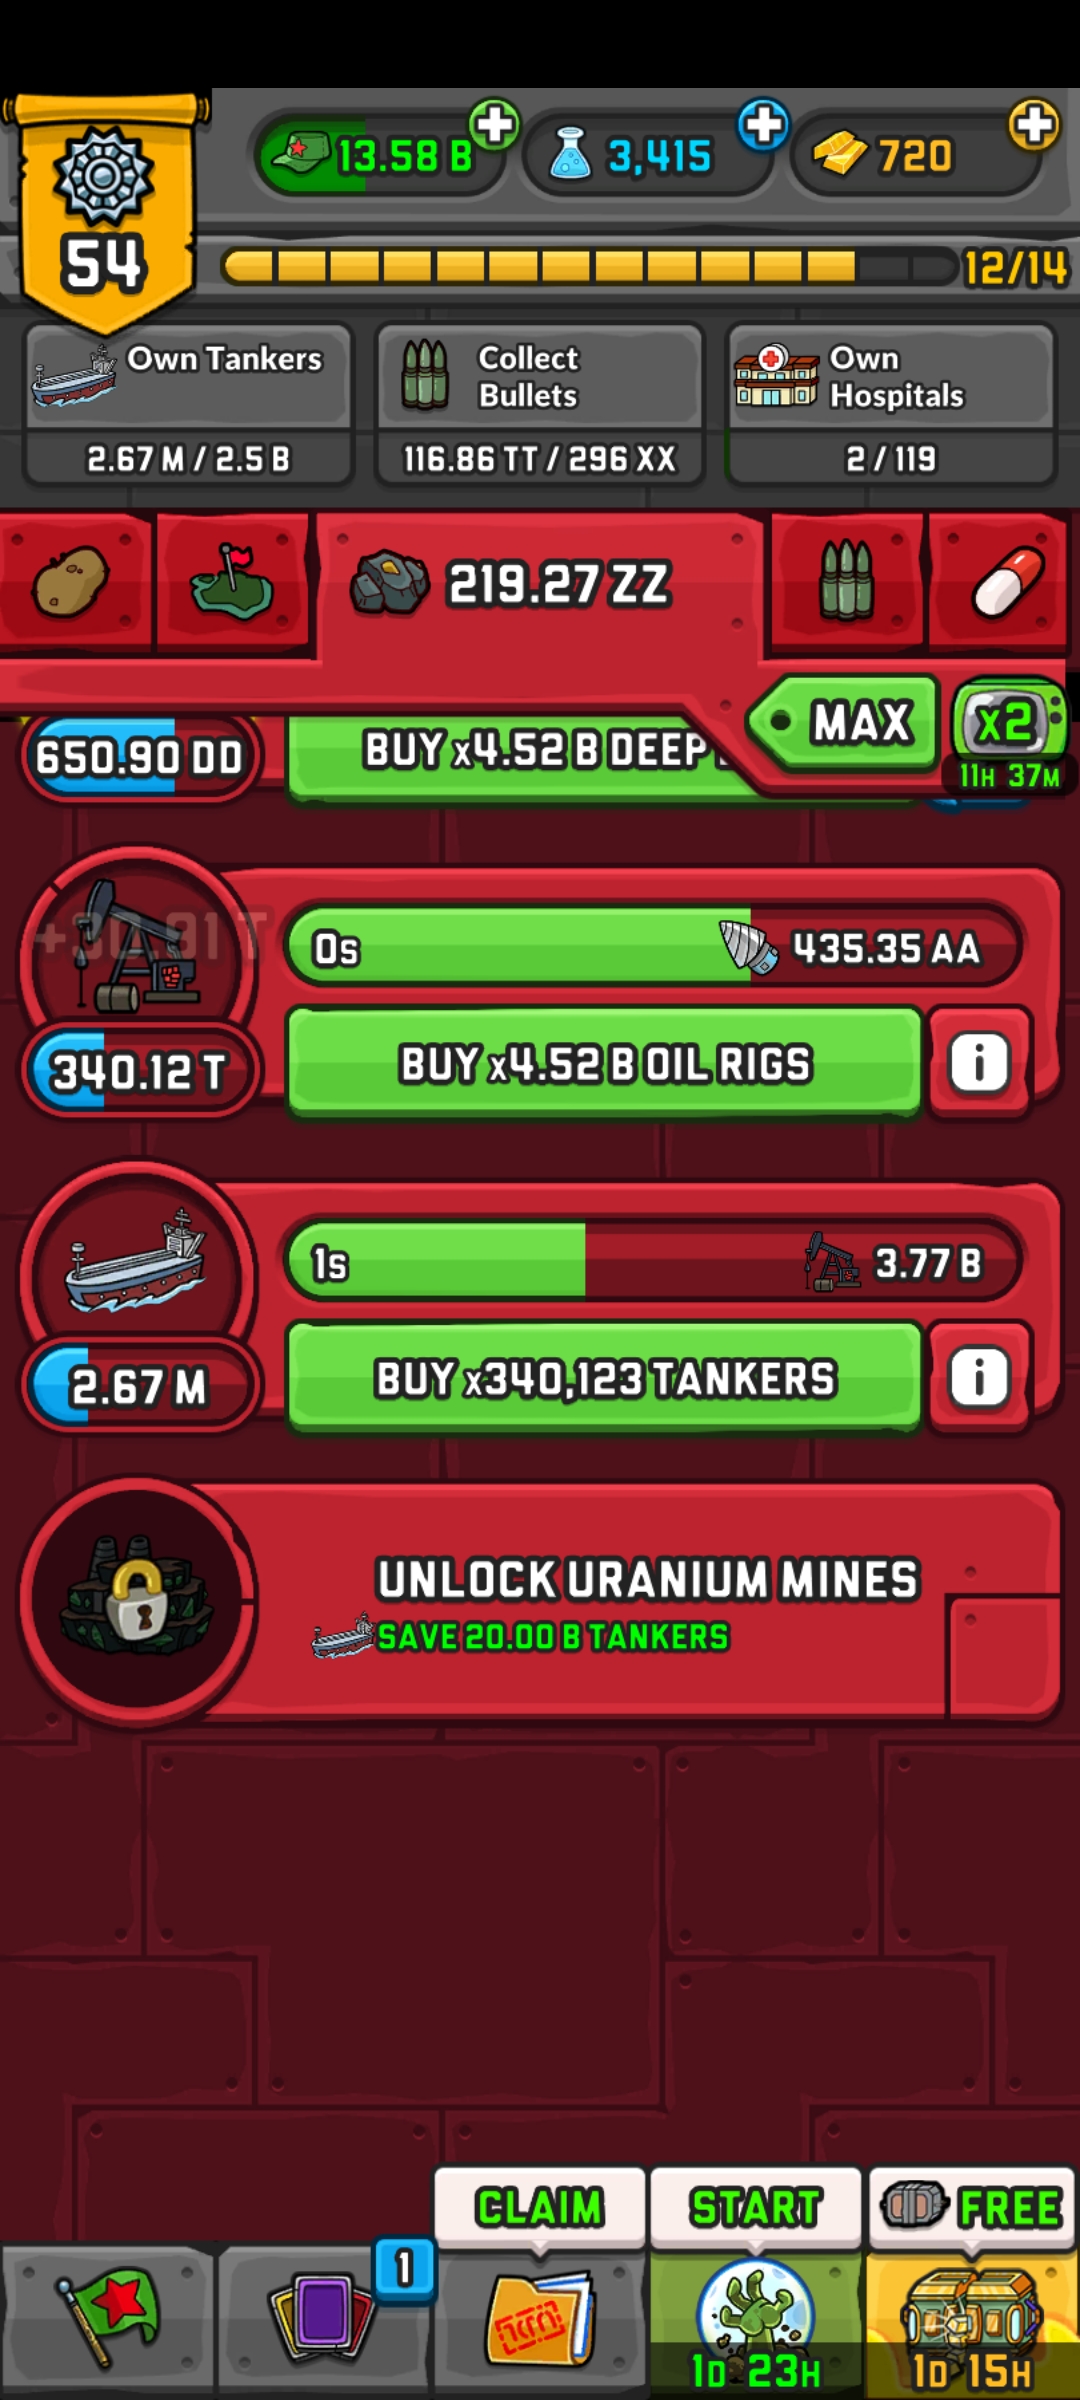 13.58 B
3,415
720
54
12/14
Own Tankers
2.67 M / 2.5 B
Collect
Bullets
116.86 TT / 296 XX
Own
Hospitals
2 / 119
219.27 ZZ
MAX
x2
11H 37M
650.90 DD
BUY x4.52 B DEEP
+30.91 T
0s
435.35 AA
340.12 T
BUY x4.52 B OIL RIGS
i
1s
3.77 B
2.67 M
BUY x340,123 TANKERS
i
UNLOCK URANIUM MINES
SAVE 20.00 B TANKERS
CLAIM
START
FREE
1
1D 23H
1D 15H